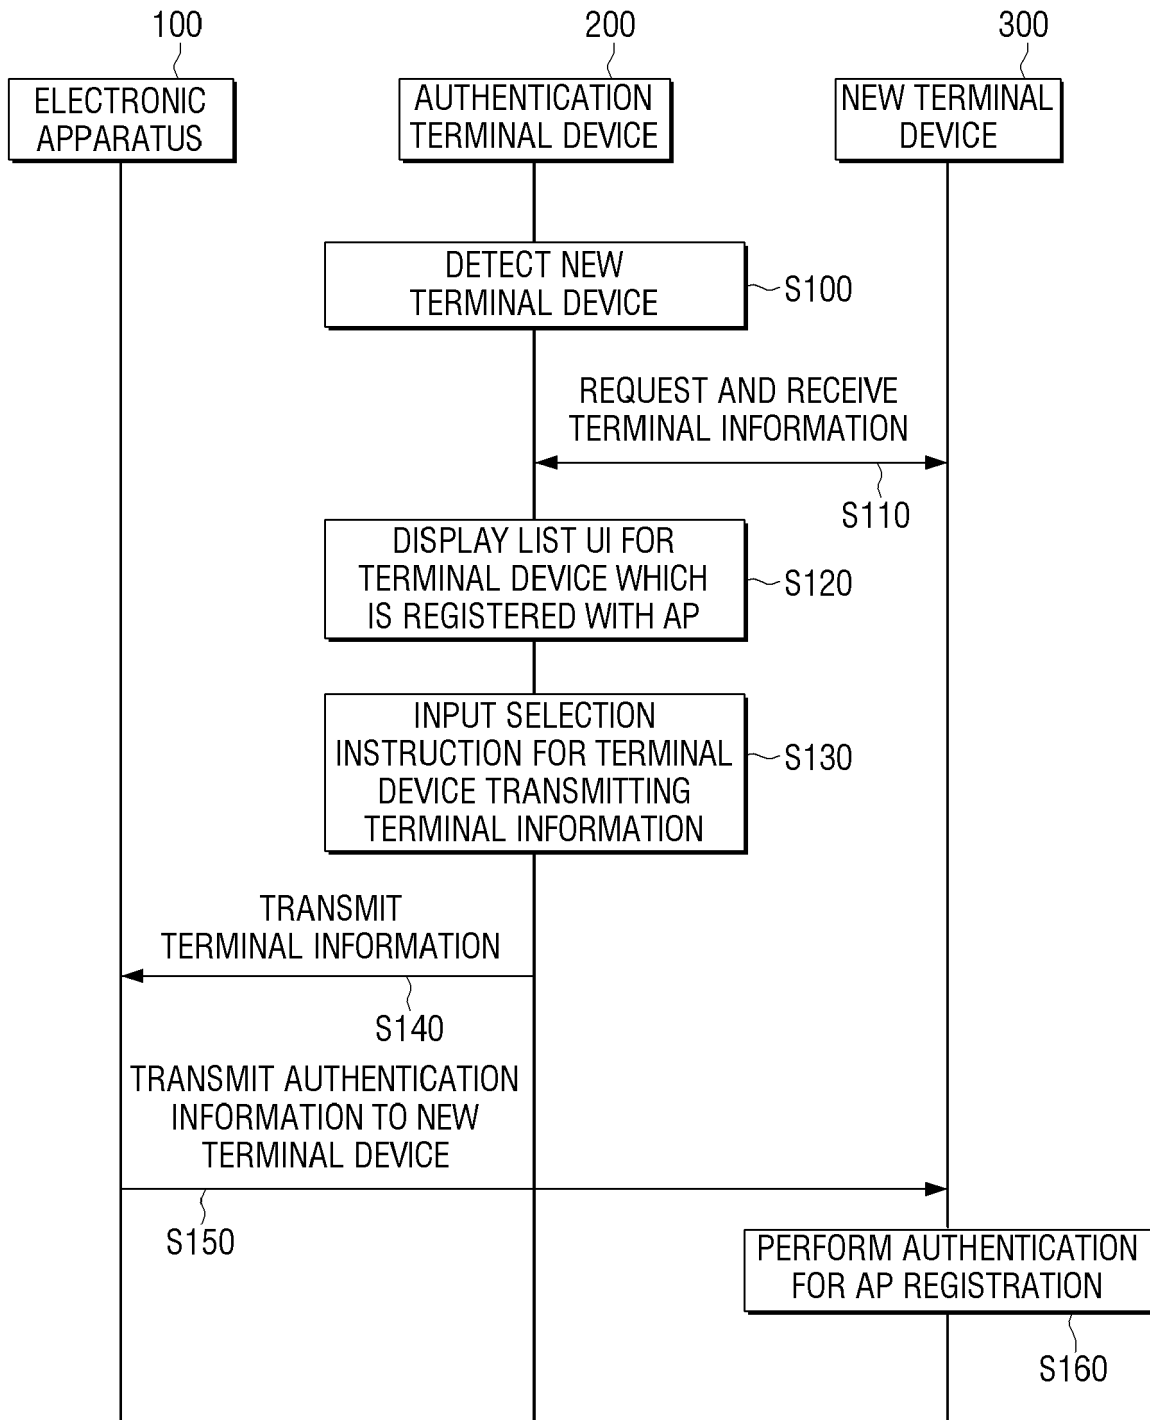 100
200
300
ELECTRONIC
APPARATUS
AUTHENTICATION
TERMINAL DEVICE
NEW TERMINAL
DEVICE
DETECT NEW
TERMINAL DEVICE
S100
REQUEST AND RECEIVE
TERMINAL INFORMATION
S110
DISPLAY LIST UI FOR
TERMINAL DEVICE WHICH
IS REGISTERED WITH AP
S120
INPUT SELECTION
INSTRUCTION FOR TERMINAL
DEVICE TRANSMITTING
TERMINAL INFORMATION
S130
TRANSMIT
TERMINAL INFORMATION
S140
TRANSMIT AUTHENTICATION
INFORMATION TO NEW
TERMINAL DEVICE
S150
PERFORM AUTHENTICATION
FOR AP REGISTRATION
S160